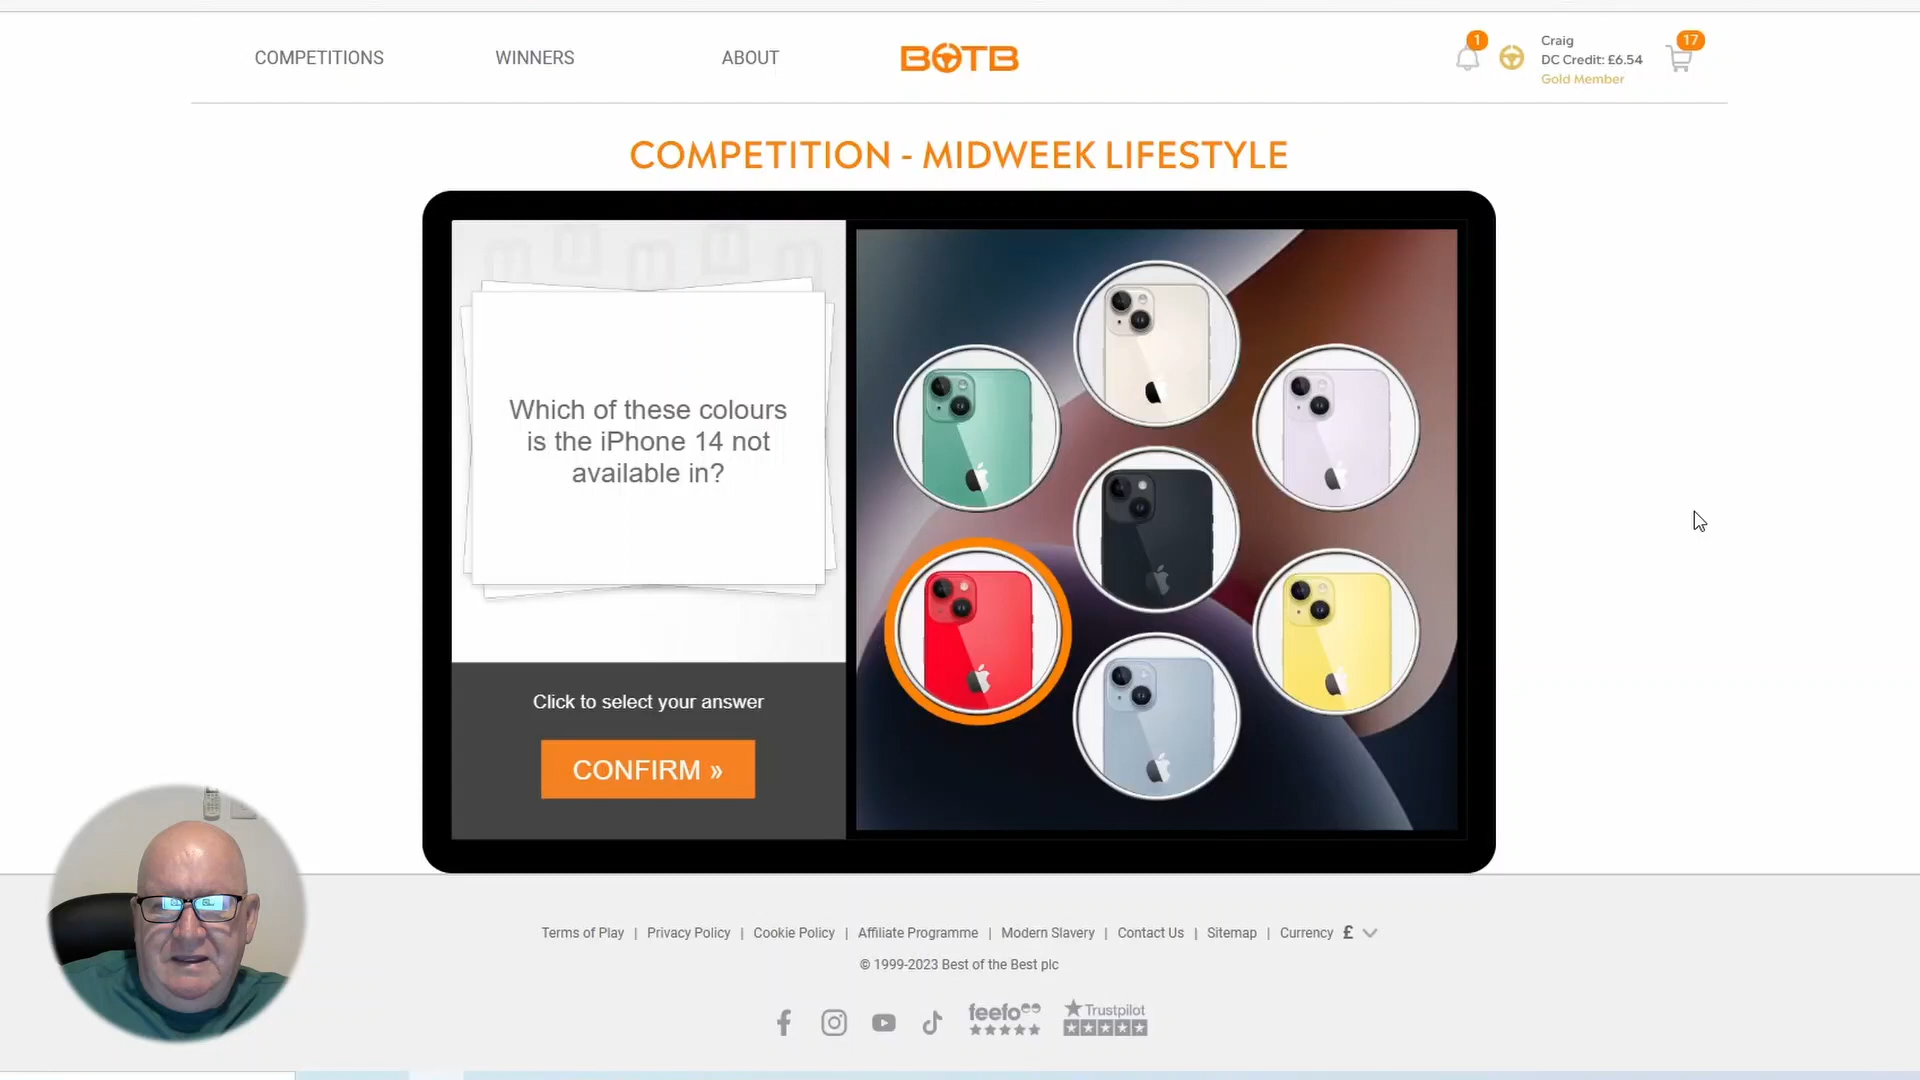 COMPETITIONS
WINNERS
ABOUT
BOTB
1
Craig
DC Credit: £6.54
Gold Member
17
COMPETITION - MIDWEEK LIFESTYLE
Which of these colours
is the iPhone 14 not
available in?
Click to select your answer
CONFIRM »
Terms of Play | Privacy Policy | Cookie Policy | Affiliate Programme | Modern Slavery | Contact Us | Sitemap | Currency £
© 1999-2023 Best of the Best plc
feefo
Trustpilot